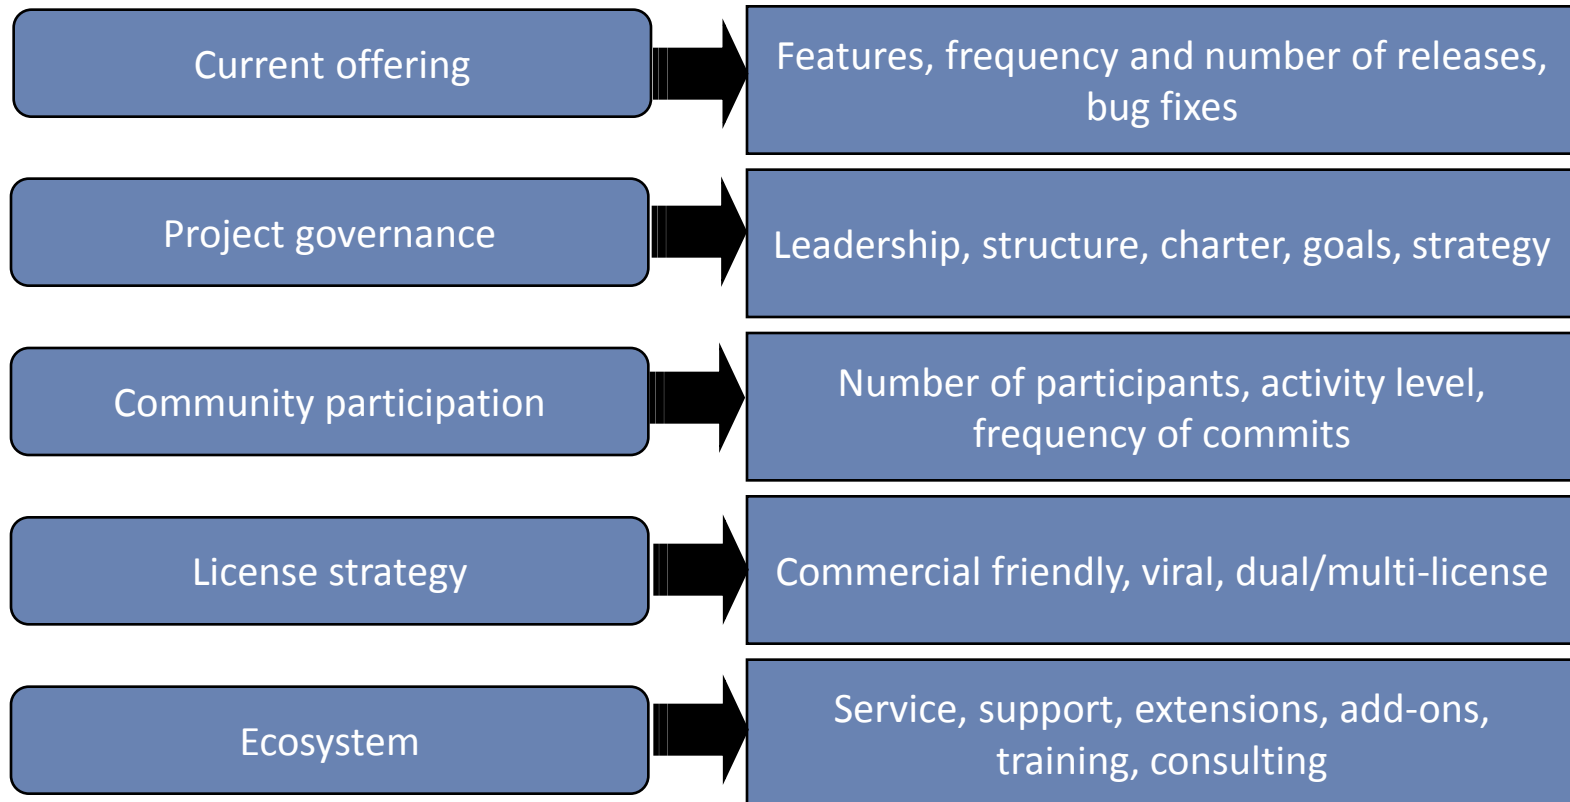 Current offering
Features, frequency and number of releases,
bug fixes
Project governance
Leadership, structure, charter, goals, strategy
Community participation
Number of participants, activity level,
frequency of commits
License strategy
Commercial friendly, viral, dual/multi-license
Ecosystem
Service, support, extensions, add-ons,
training, consulting